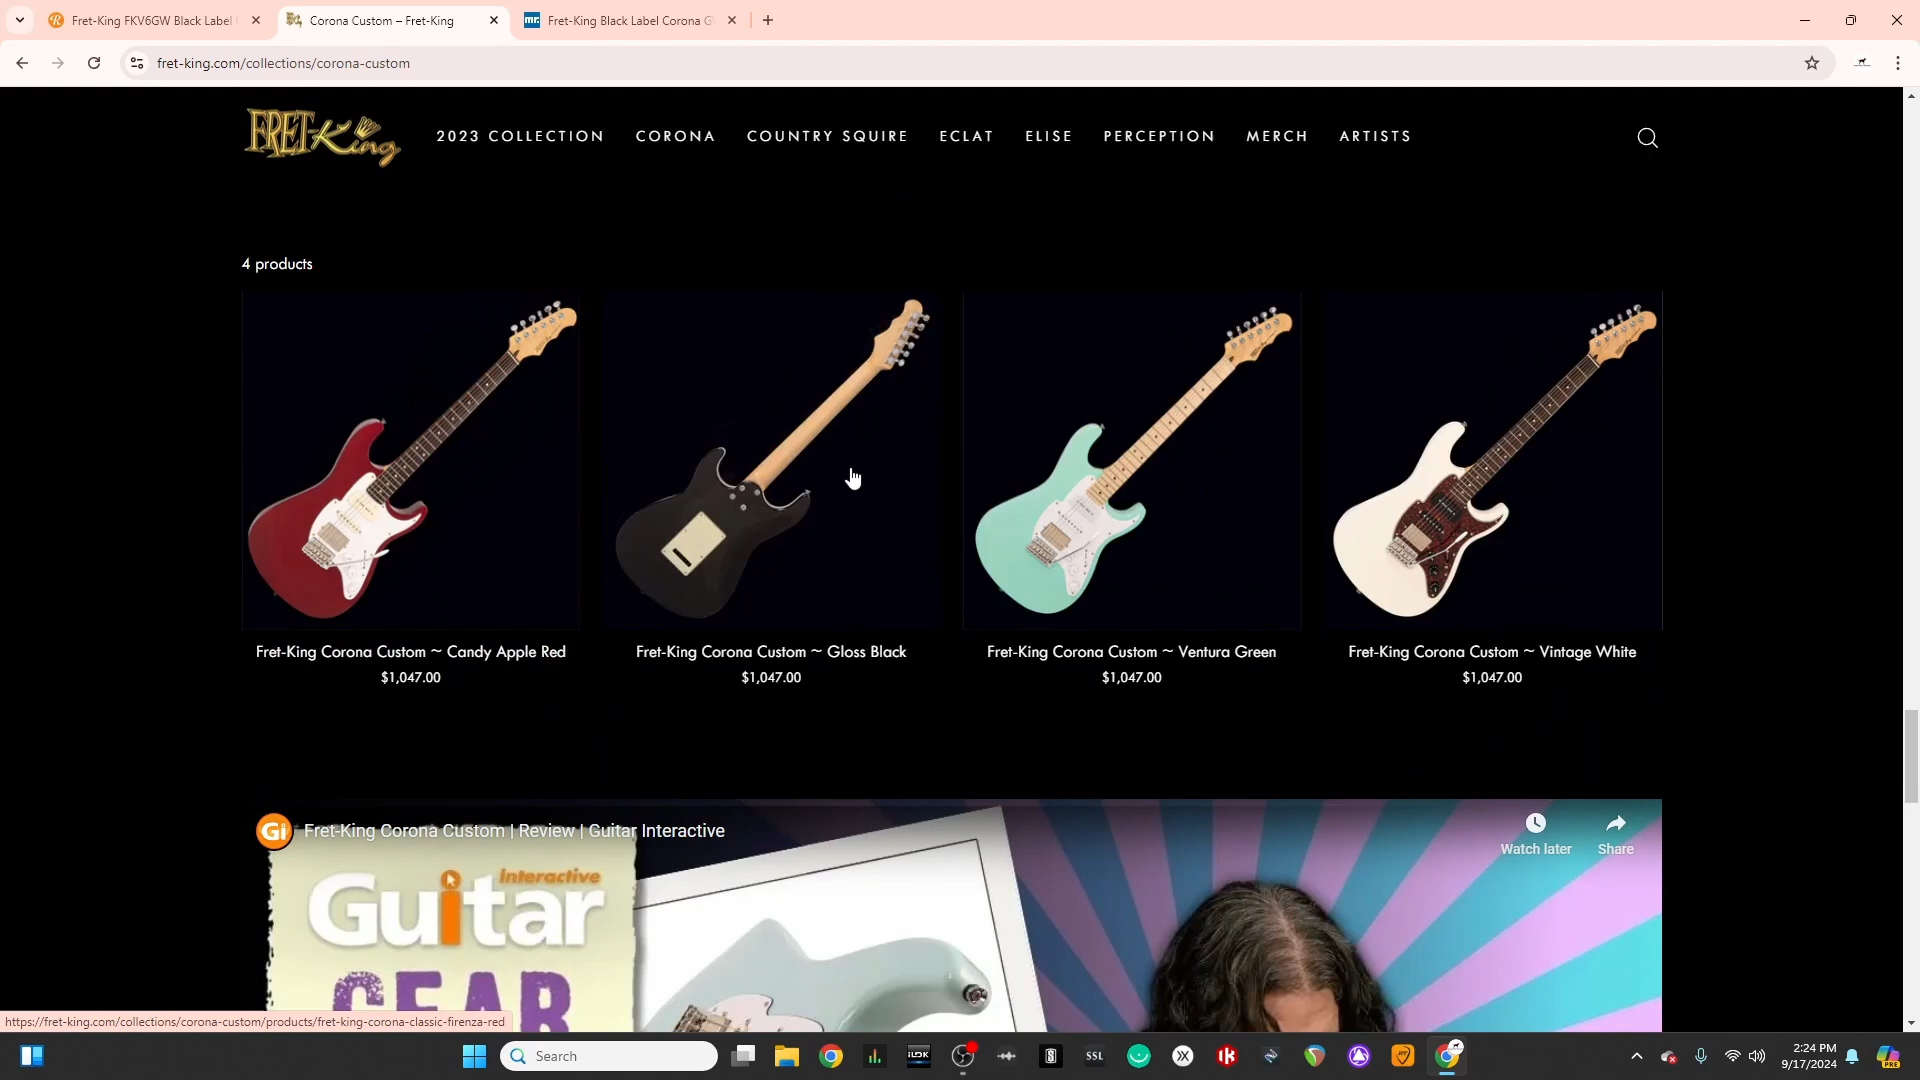 Fret-King FKV6GW Black Label
Corona Custom – Fret-King
mr.
Fret-King Black Label Corona G
fret-king.com/collections/corona-custom
FRET-King
2023 COLLECTION
CORONA
COUNTRY SQUIRE
ECLAT
ELISE
PERCEPTION
MERCH
ARTISTS
4 products
Fret-King Corona Custom ~ Candy Apple Red
$1,047.00
Fret-King Corona Custom ~ Gloss Black
$1,047.00
Fret-King Corona Custom ~ Ventura Green
$1,047.00
Fret-King Corona Custom ~ Vintage White
$1,047.00
Gi
Fret-King Corona Custom | Review | Guitar Interactive
Watch later
Share
interactive
Guitar
GEAR
https://fret-king.com/collections/corona-custom/products/fret-king-corona-classic-firenza-red
Search
SSL
2:24 PM
9/17/2024
PRE